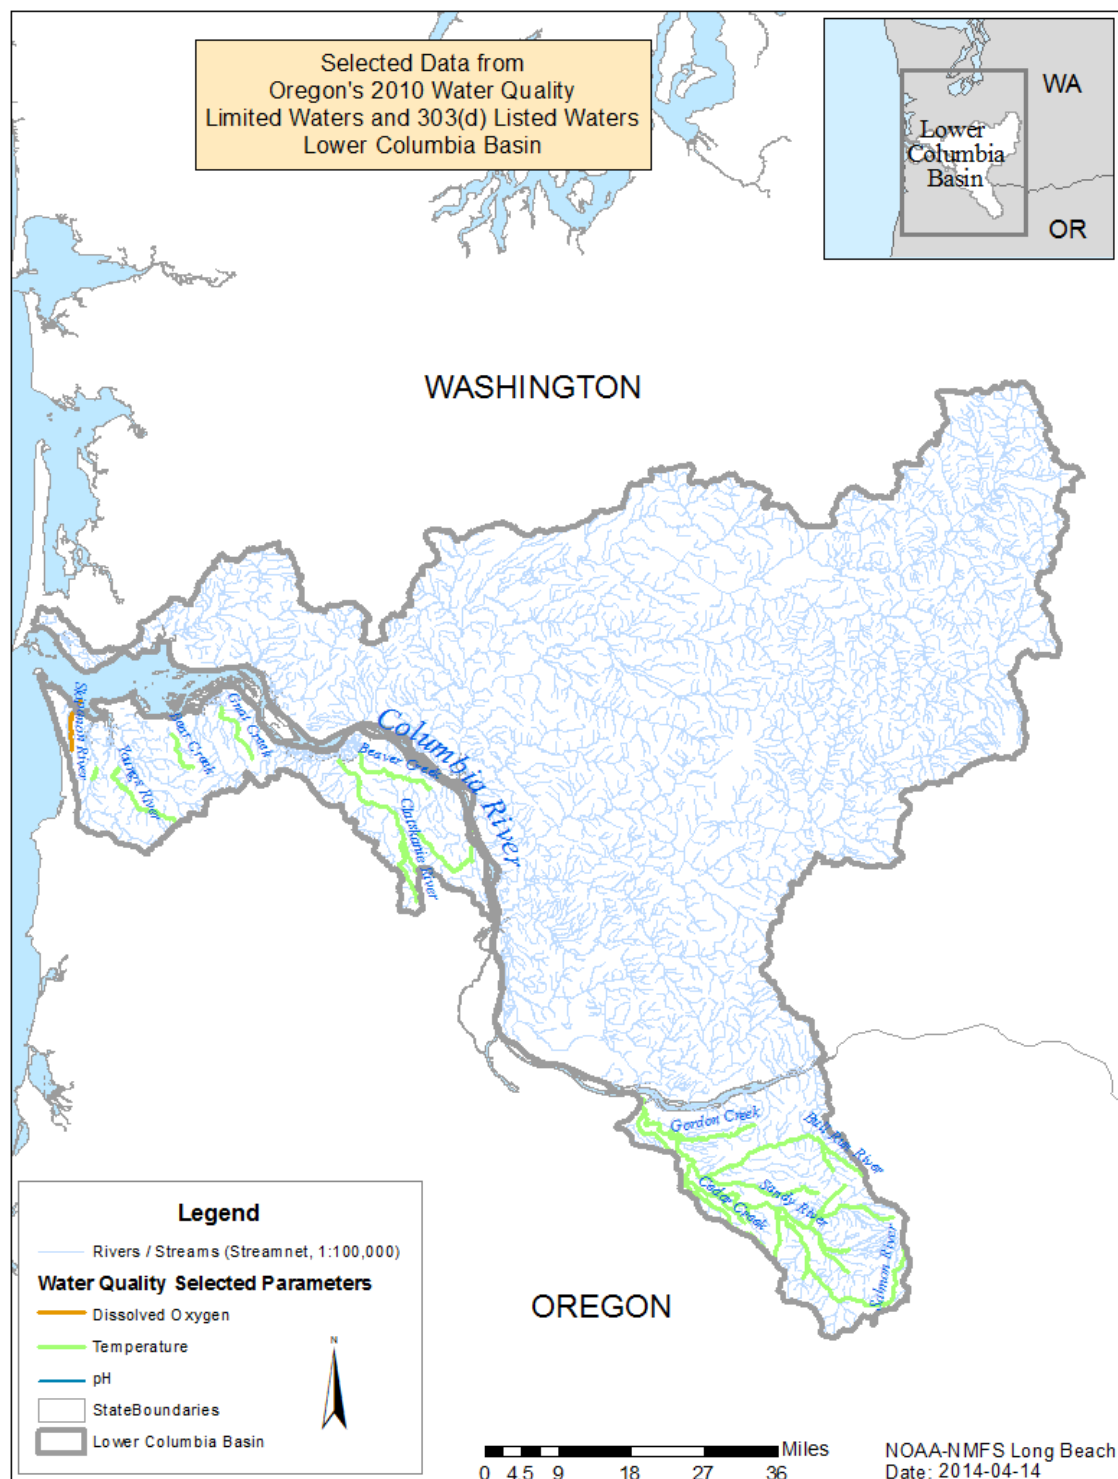 Selected Data from
Oregon's 2010 Water Quality
Limited Waters and 303(d) Listed Waters
Lower Columbia Basin
WA
Lower
Columbia
Basin
OR
WASHINGTON
Skipanon River
Youngs River
Bear Creek
Gnat Creek
Columbia River
Beaver Creek
Clatskanie River
Gordon Creek
Bull Run River
Cedar Creek
Sandy River
Salmon River
OREGON
Legend
Rivers / Streams (Streamnet, 1:100,000)
Water Quality Selected Parameters
Dissolved Oxygen
Temperature
pH
StateBoundaries
Lower Columbia Basin
N
Miles
0 4.5 9 18 27 36
NOAA-NMFS Long Beach
Date: 2014-04-14